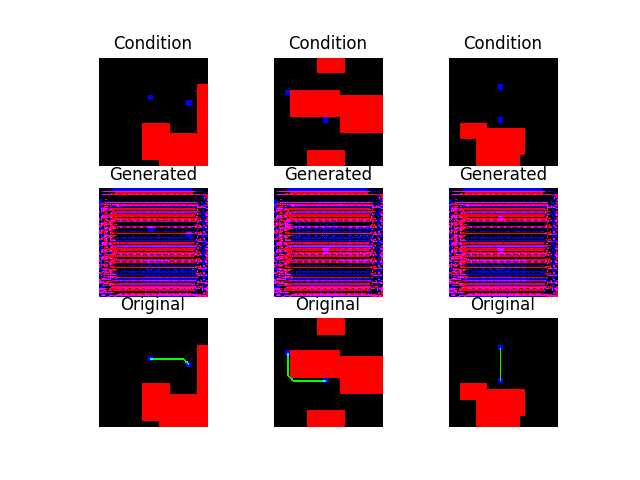 Condition Condition Condition
Generated Generated Generated
Original Original Original